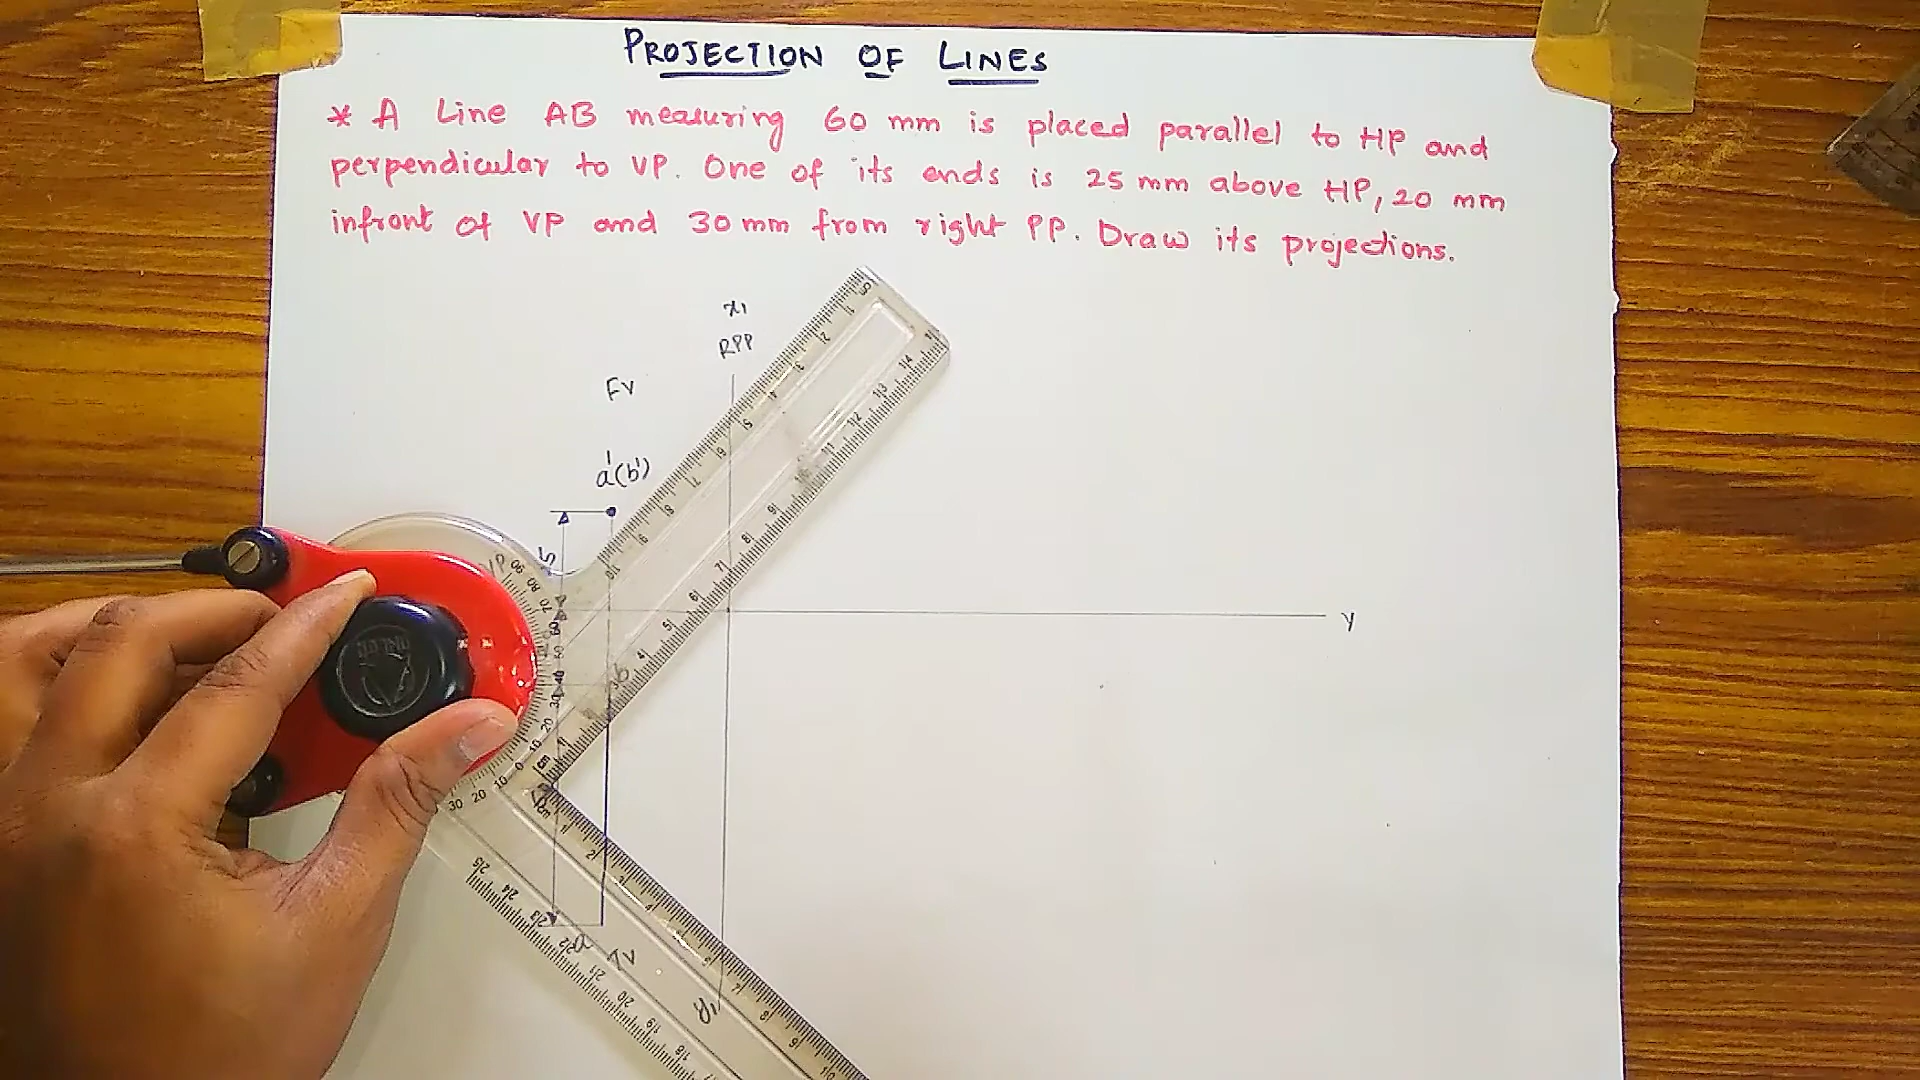 PROJECTION OF LINES
* A Line AB measuring 60 mm is placed parallel to HP and
perpendicular to VP. One of its ends is 25 mm above HP, 20 mm
infront of VP and 30 mm from right PP. Draw its projections.
x1
RPP
FV
a'(b')
VP
y
b
a
TV
y1